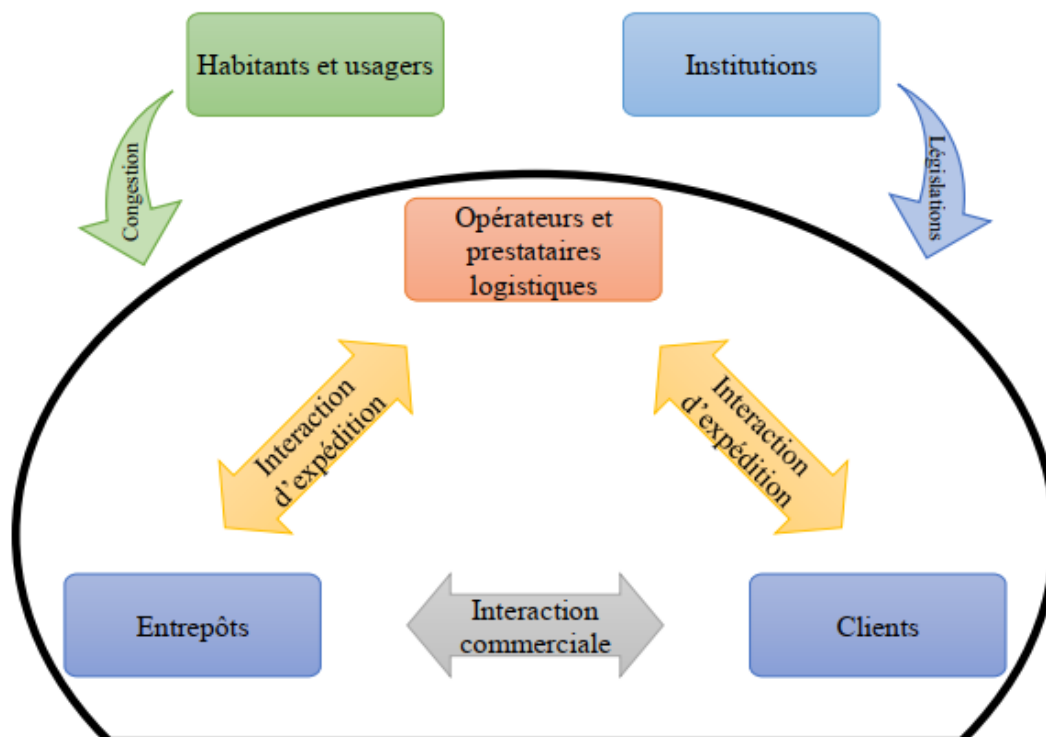 Habitants et usagers
Institutions
Congestion
Législations
Opérateurs et
prestataires
logistiques
Interaction
d'expédition
Interaction
d'expédition
Entrepôts
Interaction
commerciale
Clients